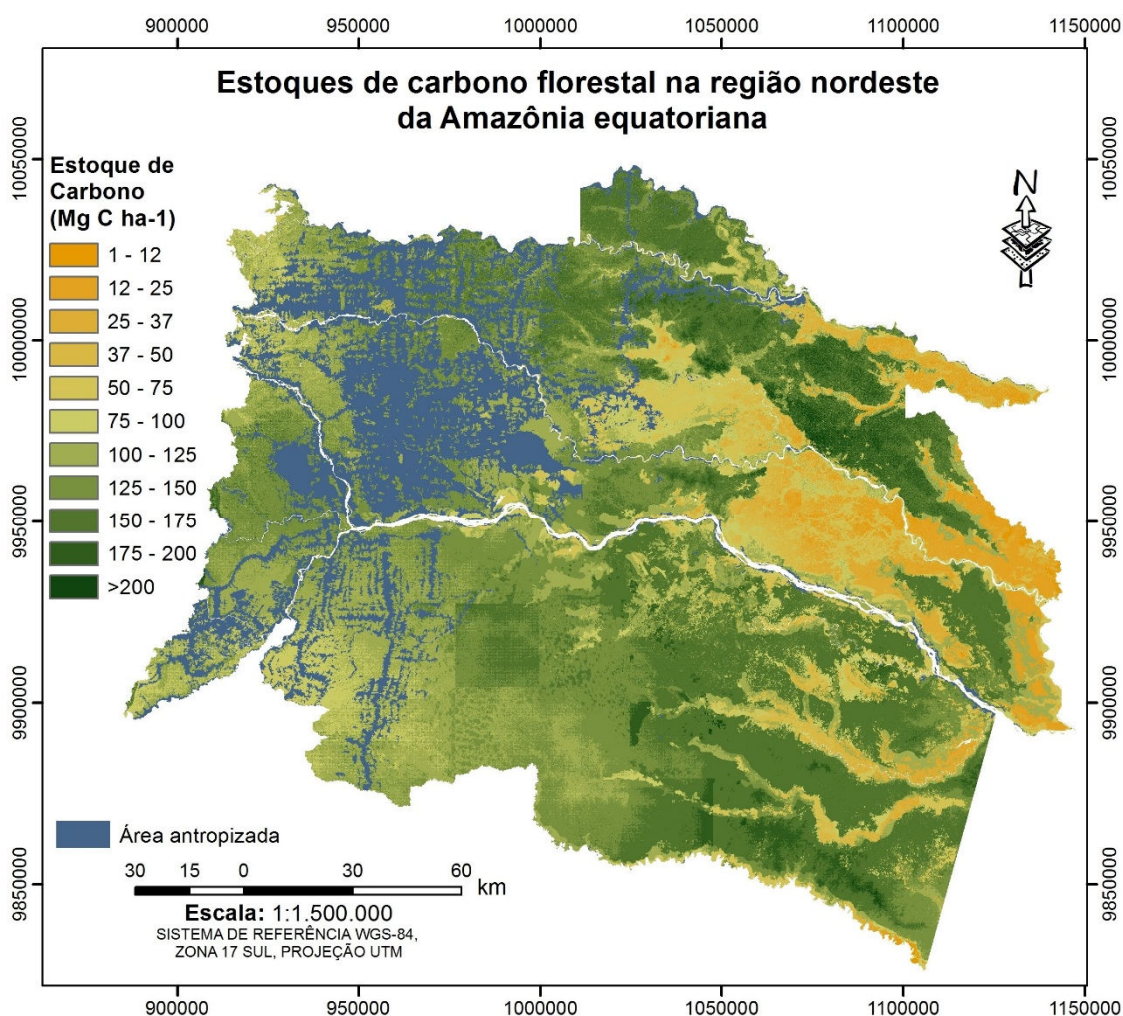 900000 950000 1000000 1050000 1100000 1150000
Estoques de carbono florestal na região nordeste
da Amazônia equatoriana
10050000
10000000
9950000
9900000
9850000
Estoque de
Carbono
(Mg C ha-1)
1 - 12
12 - 25
25 - 37
37 - 50
50 - 75
75 - 100
100 - 125
125 - 150
150 - 175
175 - 200
>200
N
10050000
10000000
9950000
9900000
9850000
Área antropizada
30 15 0 30 60
km
Escala: 1:1.500.000
SISTEMA DE REFERÊNCIA WGS-84,
ZONA 17 SUL, PROJEÇÃO UTM
900000 950000 1000000 1050000 1100000 1150000